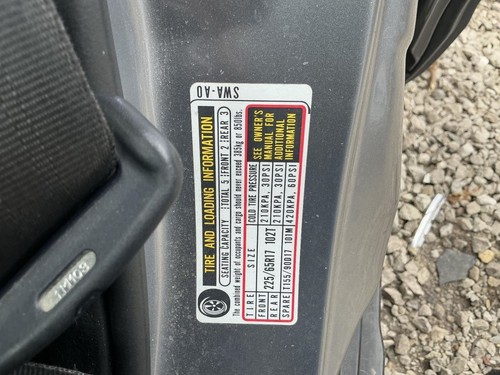 SWA-A0
TIRE AND LOADING INFORMATION
SEATING CAPACITY : TOTAL 5 : FRONT 2 : REAR 3
The combined weight of occupants and cargo should never exceed 385kg or 850lbs.
TIRE SIZE COLD TIRE PRESSURE
FRONT 225/65R17 102T 210KPA, 30PSI
REAR 210KPA, 30PSI
SPARE T155/90D17 101M 420KPA, 60PSI
SEE OWNER'S
MANUAL FOR
ADDITIONAL
INFORMATION